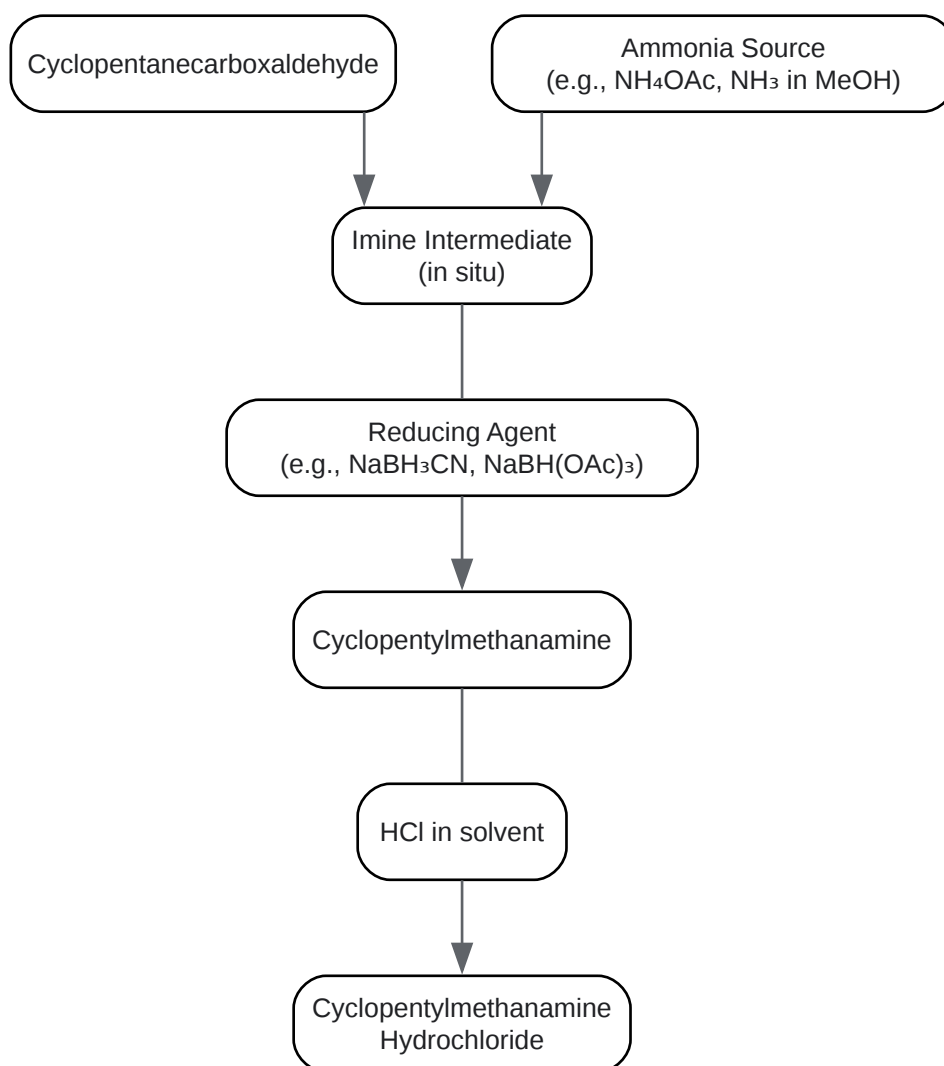 Cyclopentanecarboxaldehyde
Ammonia Source
(e.g., NH₄OAc, NH₃ in MeOH)
Imine Intermediate
(in situ)
Reducing Agent
(e.g., NaBH₃CN, NaBH(OAc)₃)
Cyclopentylmethanamine
HCl in solvent
Cyclopentylmethanamine
Hydrochloride